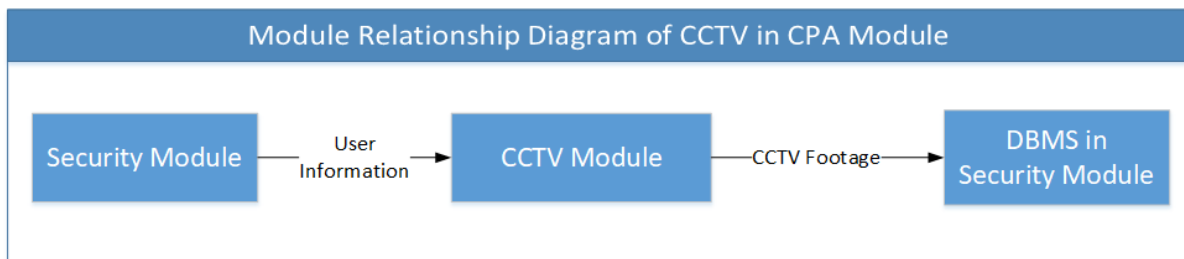 Module Relationship Diagram of CCTV in CPA Module
Security Module
User
Information
CCTV Module
CCTV Footage
DBMS in
Security Module